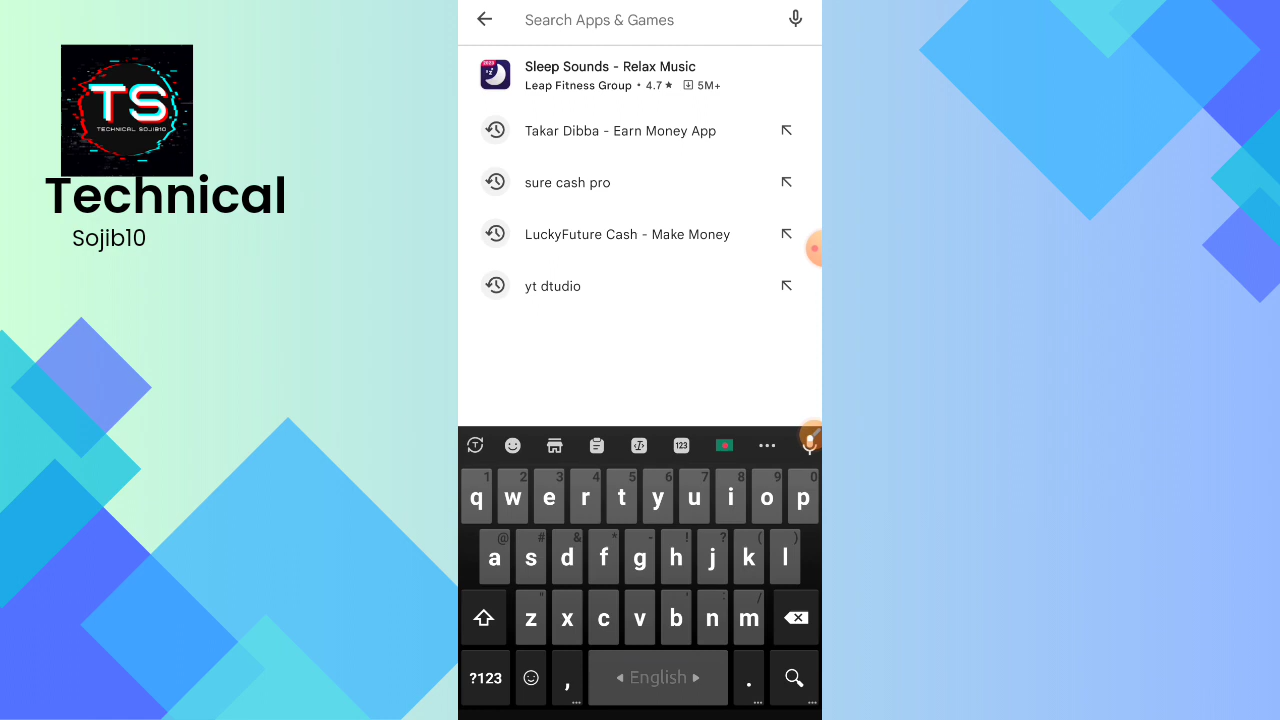 TS
TECHNICAL SOJIB10
Technical
Sojib10
Search Apps & Games
Sleep Sounds - Relax Music
Leap Fitness Group • 4.7 ★ 5M+
Takar Dibba - Earn Money App
sure cash pro
LuckyFuture Cash - Make Money
yt dtudio
123
1 2 3 4 5 6 7 8 9 0
q w e r t y u i o p
@ # & * - ! ? ( )
a s d f g h j k l
" ' : /
z x c v b n m
?123 , English .